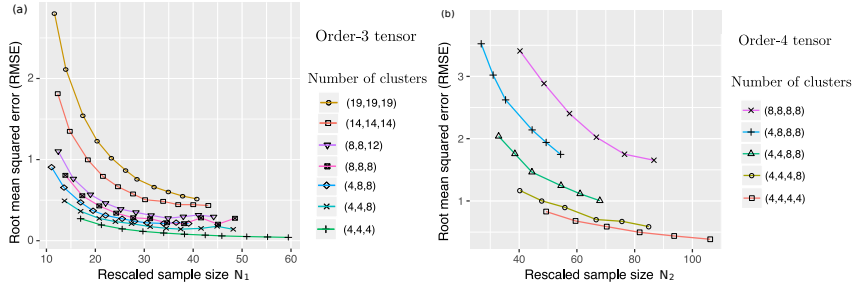 (a)
Order-3 tensor
Number of clusters
(19,19,19)
(14,14,14)
(8,8,12)
(8,8,8)
(4,8,8)
(4,4,8)
(4,4,4)
Root mean squared error (RMSE)
0
1
2
10
20
30
40
50
60
Rescaled sample size N₁
(b)
Order-4 tensor
Number of clusters
(8,8,8,8)
(4,8,8,8)
(4,4,8,8)
(4,4,4,8)
(4,4,4,4)
Root mean squared error (RMSE)
1
2
3
40
60
80
100
Rescaled sample size N₂